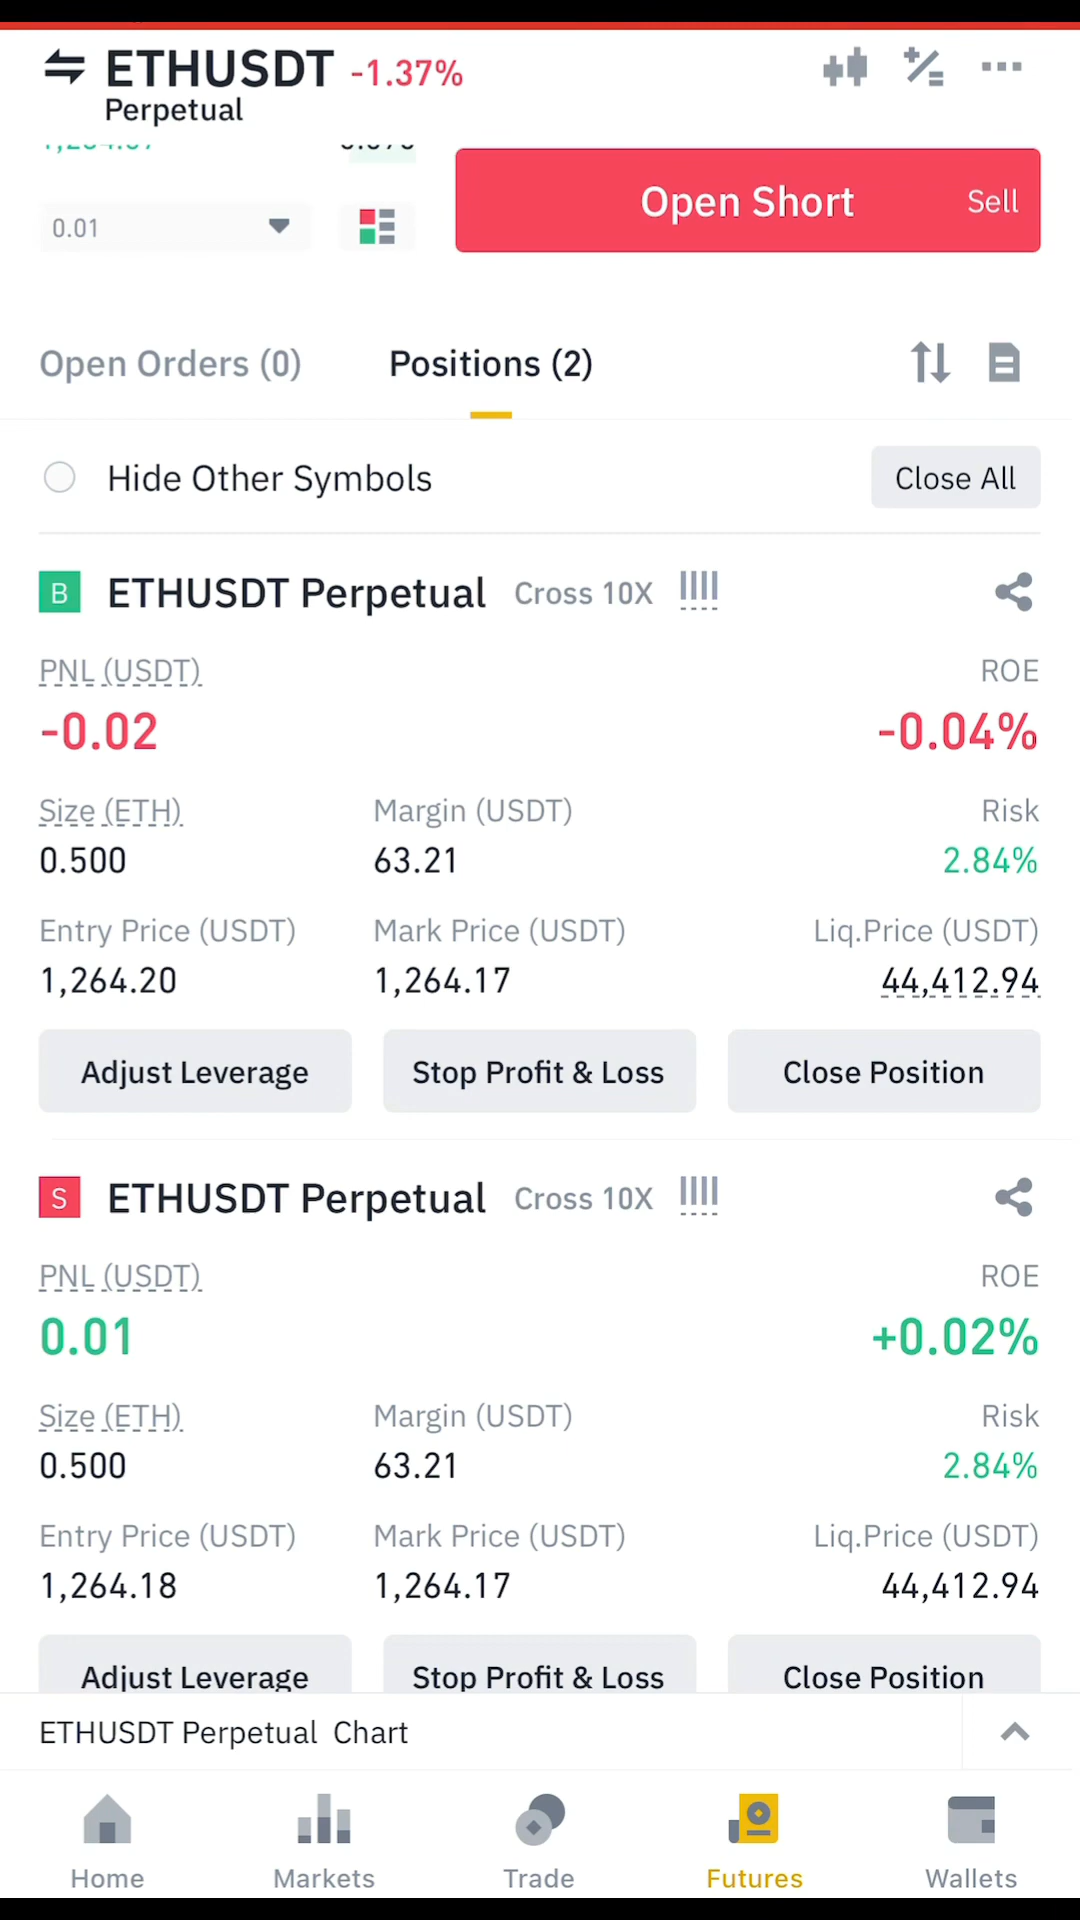 ETHUSDT -1.37%
Perpetual
0.01
Open Short Sell
Open Orders (0) Positions (2)
Hide Other Symbols Close All
B ETHUSDT Perpetual Cross 10X
PNL (USDT) ROE
-0.02 -0.04%
Size (ETH) Margin (USDT) Risk
0.500 63.21 2.84%
Entry Price (USDT) Mark Price (USDT) Liq.Price (USDT)
1,264.20 1,264.17 44,412.94
Adjust Leverage Stop Profit & Loss Close Position
S ETHUSDT Perpetual Cross 10X
PNL (USDT) ROE
0.01 +0.02%
Size (ETH) Margin (USDT) Risk
0.500 63.21 2.84%
Entry Price (USDT) Mark Price (USDT) Liq.Price (USDT)
1,264.18 1,264.17 44,412.94
Adjust Leverage Stop Profit & Loss Close Position
ETHUSDT Perpetual Chart
Home Markets Trade Futures Wallets